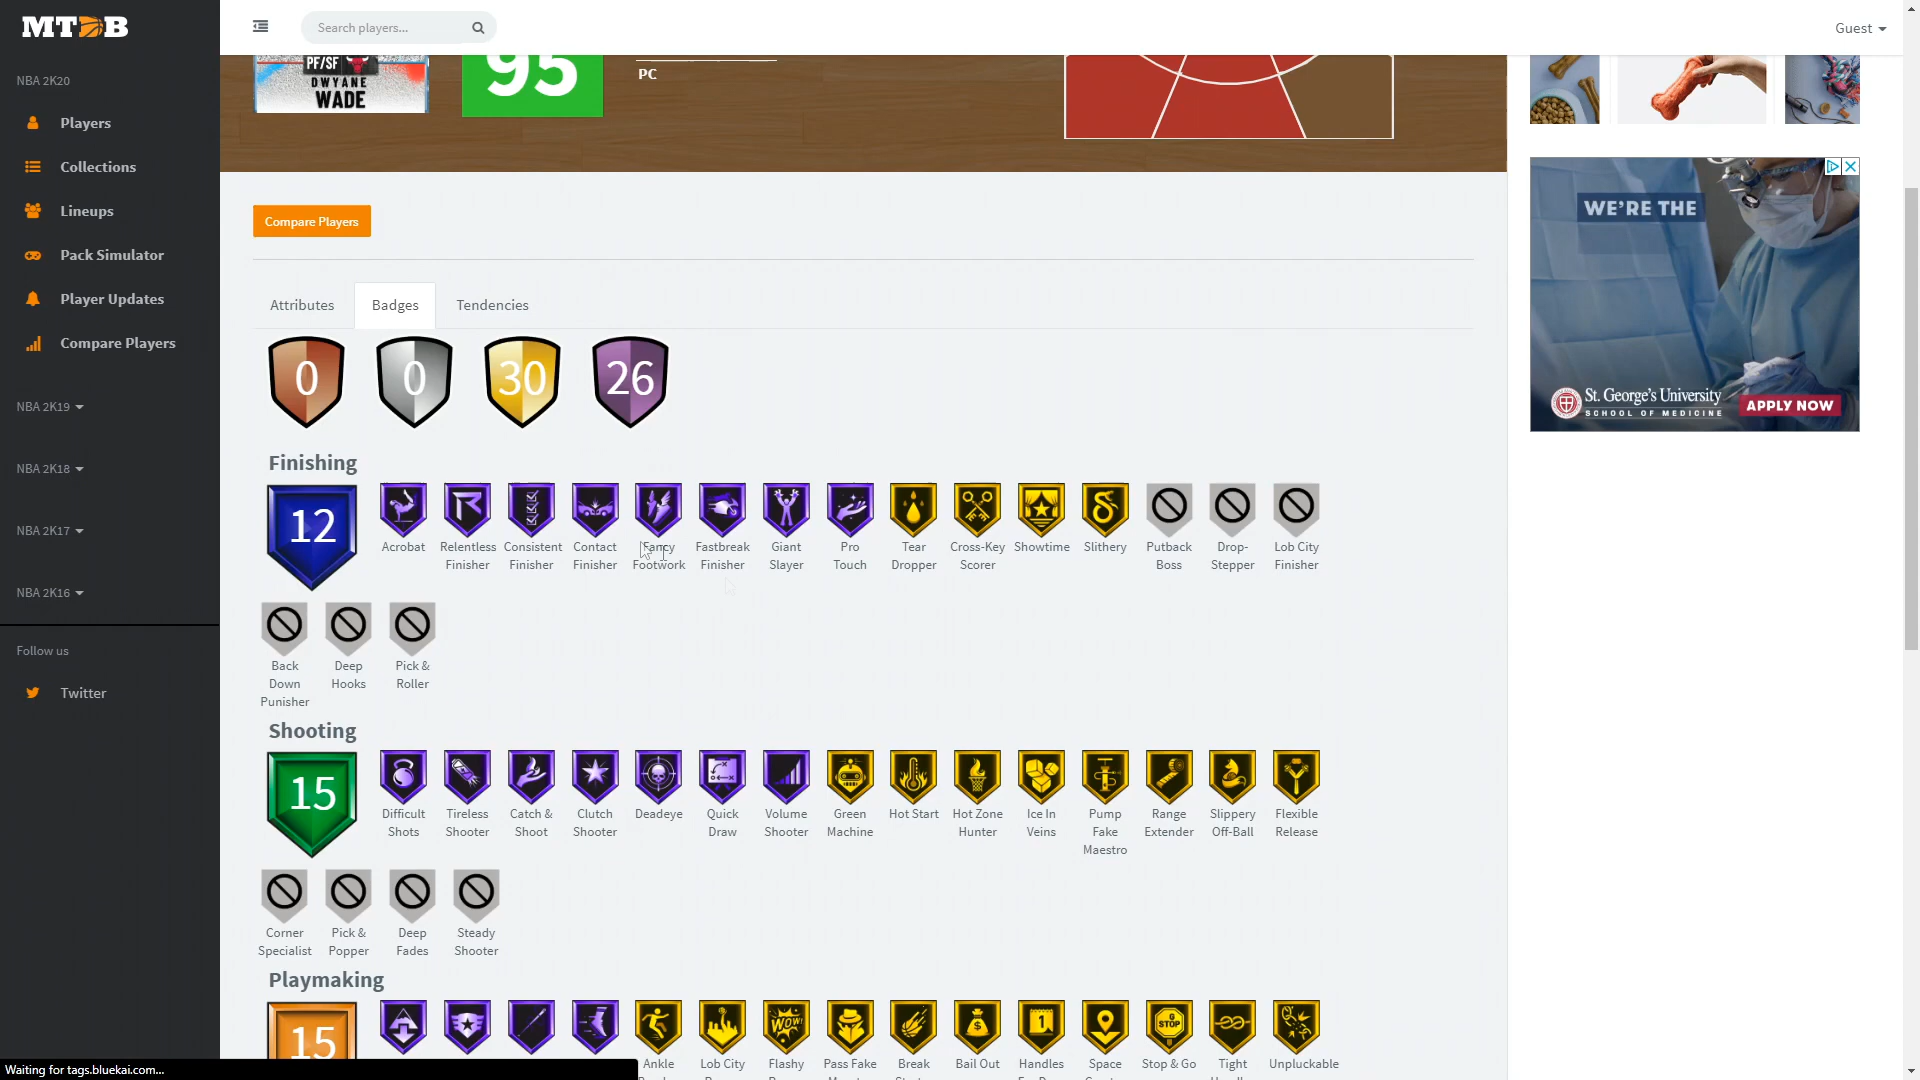 MTDB
Search players...
Guest
NBA 2K20
Players
Collections
Lineups
Pack Simulator
Player Updates
Compare Players
NBA 2K19
NBA 2K18
NBA 2K17
NBA 2K16
Follow us
Twitter
PF/SF
DWYANE
WADE
95
PC
Compare Players
Attributes
Badges
Tendencies
0
0
30
26
Finishing
12
Acrobat
Relentless
Finisher
Consistent
Finisher
Contact
Finisher
Fancy
Footwork
Fastbreak
Finisher
Giant
Slayer
Pro
Touch
Tear
Dropper
Cross-Key
Scorer
Showtime
Slithery
Putback
Boss
Drop-
Stepper
Lob City
Finisher
Back
Down
Punisher
Deep
Hooks
Pick &
Roller
Shooting
15
Difficult
Shots
Tireless
Shooter
Catch &
Shoot
Clutch
Shooter
Deadeye
Quick
Draw
Volume
Shooter
Green
Machine
Hot Start
Hot Zone
Hunter
Ice In
Veins
Pump
Fake
Maestro
Range
Extender
Slippery
Off-Ball
Flexible
Release
Corner
Specialist
Pick &
Popper
Deep
Fades
Steady
Shooter
Playmaking
15
WOW!
$
1
STOP
Ankle
Lob City
Flashy
Pass Fake
Break
Bail Out
Handles
Space
Stop & Go
Tight
Unpluckable
WE'RE THE
St. George's University
SCHOOL OF MEDICINE
APPLY NOW
Waiting for tags.bluekai.com...